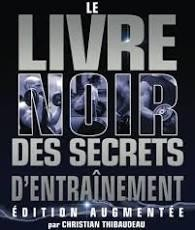 LE
LIVRE
NOIR
DES SECRETS
D'ENTRAÎNEMENT
ÉDITION AUGMENTÉE
par CHRISTIAN THIBAUDEAU